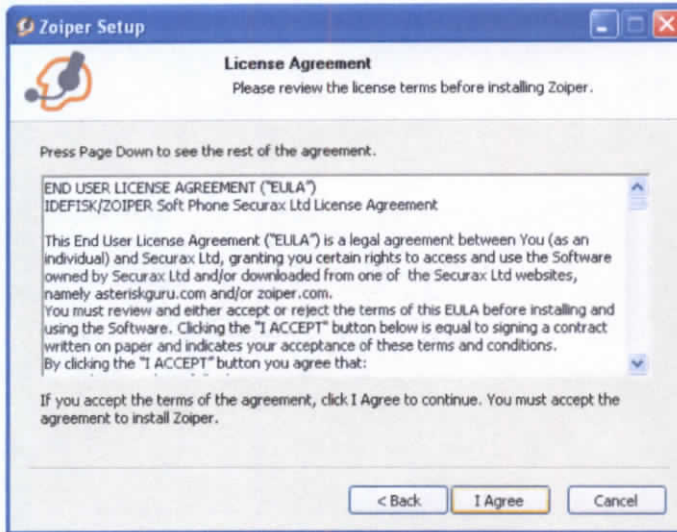 Zoiper Setup
License Agreement
Please review the license terms before installing Zoiper.
Press Page Down to see the rest of the agreement.
END USER LICENSE AGREEMENT ("EULA")
IDEFISK/ZOIPER Soft Phone Securax Ltd License Agreement
This End User License Agreement ("EULA") is a legal agreement between You (as an
individual) and Securax Ltd, granting you certain rights to access and use the Software
owned by Securax Ltd and/or downloaded from one of the Securax Ltd websites,
namely asteriskguru.com and/or zoiper.com.
You must review and either accept or reject the terms of this EULA before installing and
using the Software. Clicking the "I ACCEPT" button below is equal to signing a contract
written on paper and indicates your acceptance of these terms and conditions.
By clicking the "I ACCEPT" button you agree that:
If you accept the terms of the agreement, click I Agree to continue. You must accept the
agreement to install Zoiper.
< Back
I Agree
Cancel